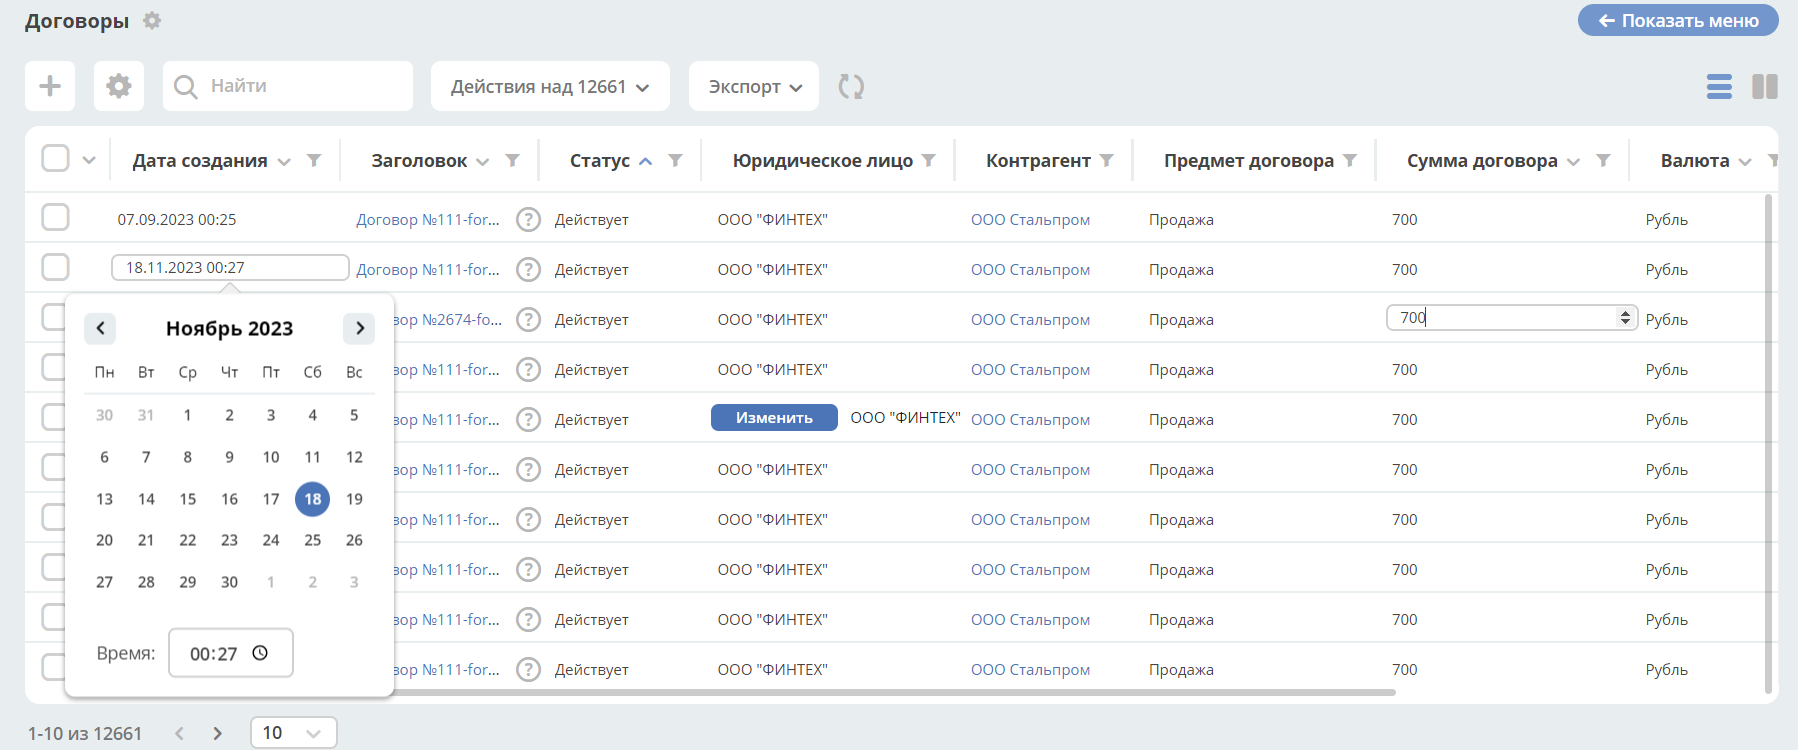 Договоры
Показать меню
Найти
Действия над 12661
Экспорт
Дата создания Заголовок Статус Юридическое лицо Контрагент Предмет договора Сумма договора Валюта
07.09.2023 00:25 Договор №111-for... ? Действует ООО "ФИНТЕХ" ООО Стальпром Продажа 700 Рубль
18.11.2023 00:27 Договор №111-for... ? Действует ООО "ФИНТЕХ" ООО Стальпром Продажа 700 Рубль
вор №2674-fo... ? Действует ООО "ФИНТЕХ" ООО Стальпром Продажа 700 Рубль
вор №111-for... ? Действует ООО "ФИНТЕХ" ООО Стальпром Продажа 700 Рубль
вор №111-for... ? Действует Изменить ООО "ФИНТЕХ" ООО Стальпром Продажа 700 Рубль
вор №111-for... ? Действует ООО "ФИНТЕХ" ООО Стальпром Продажа 700 Рубль
вор №111-for... ? Действует ООО "ФИНТЕХ" ООО Стальпром Продажа 700 Рубль
вор №111-for... ? Действует ООО "ФИНТЕХ" ООО Стальпром Продажа 700 Рубль
вор №111-for... ? Действует ООО "ФИНТЕХ" ООО Стальпром Продажа 700 Рубль
вор №111-for... ? Действует ООО "ФИНТЕХ" ООО Стальпром Продажа 700 Рубль
Ноябрь 2023
Пн Вт Ср Чт Пт Сб Вс
30 31 1 2 3 4 5
6 7 8 9 10 11 12
13 14 15 16 17 18 19
20 21 22 23 24 25 26
27 28 29 30 1 2 3
Время: 00:27
1-10 из 12661 10